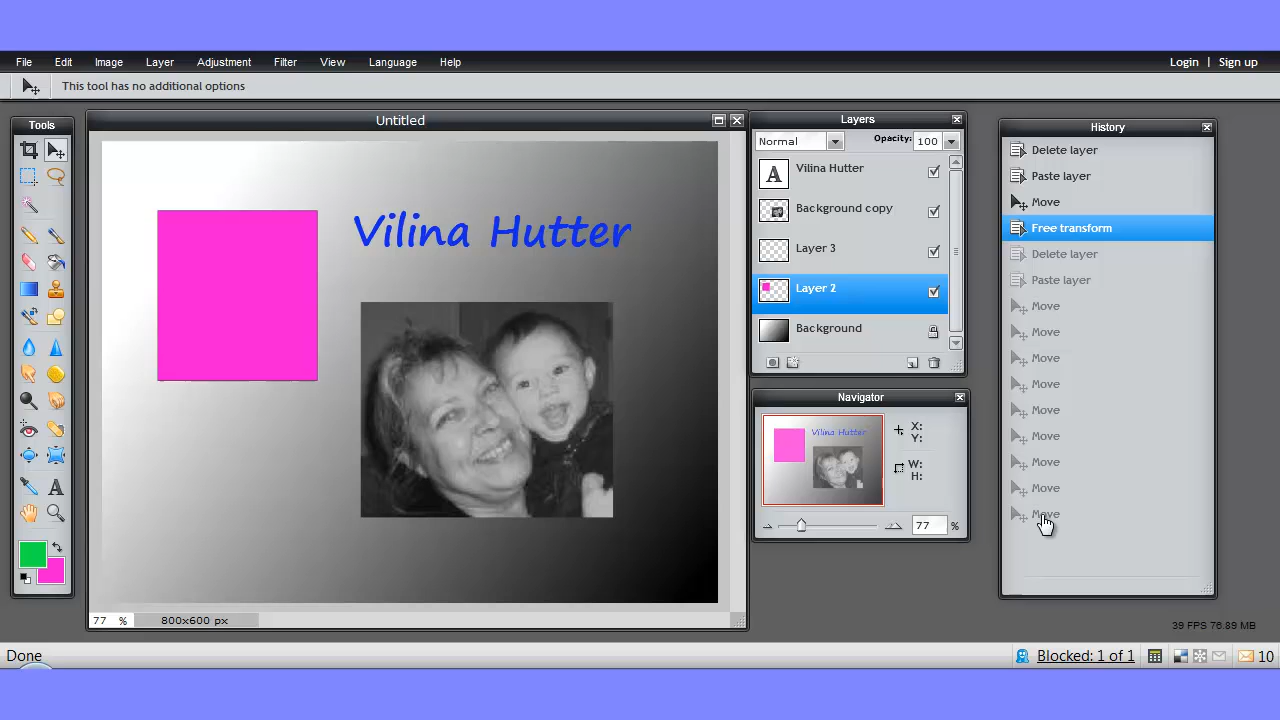 File Edit Image Layer Adjustment Filter View Language Help Login | Sign up
This tool has no additional options
Tools
Untitled
Vilina Hutter
77 % 800x600 px
Layers
Normal Opacity: 100
A Vilina Hutter
Background copy
Layer 3
Layer 2
Background
Navigator
Vilina Hutter
X:
Y:
W:
H:
77 %
History
Delete layer
Paste layer
Move
Free transform
Delete layer
Paste layer
Move
Move
Move
Move
Move
Move
Move
Move
Move
39 FPS 76.89 MB
Done Blocked: 1 of 1 10